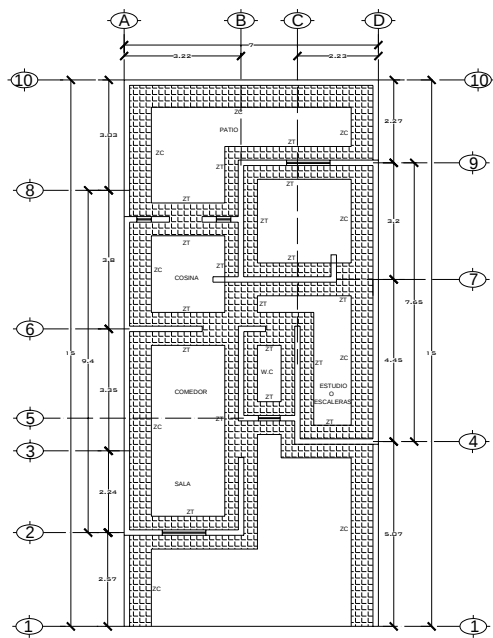 A B C D
7
3.22 2.23
10 10
2.27
ZC
3.03 PATIO ZC
ZT
ZC
ZT 9
ZT
8
ZT
ZT ZC 3.2
ZT
ZC
3.8 COSINA ZT
ZT
7
ZT ZT ZT
7.65
6
ZT ZT
15 9.4 ZC 4.45 15
ZT
W.C
3.35 COMEDOR ESTUDIO
O
ZT ESCALERAS
5 ZT ZT
ZC
3 4
SALA
2.24
ZT
2 ZC 5.07
2.57
ZC
1 1